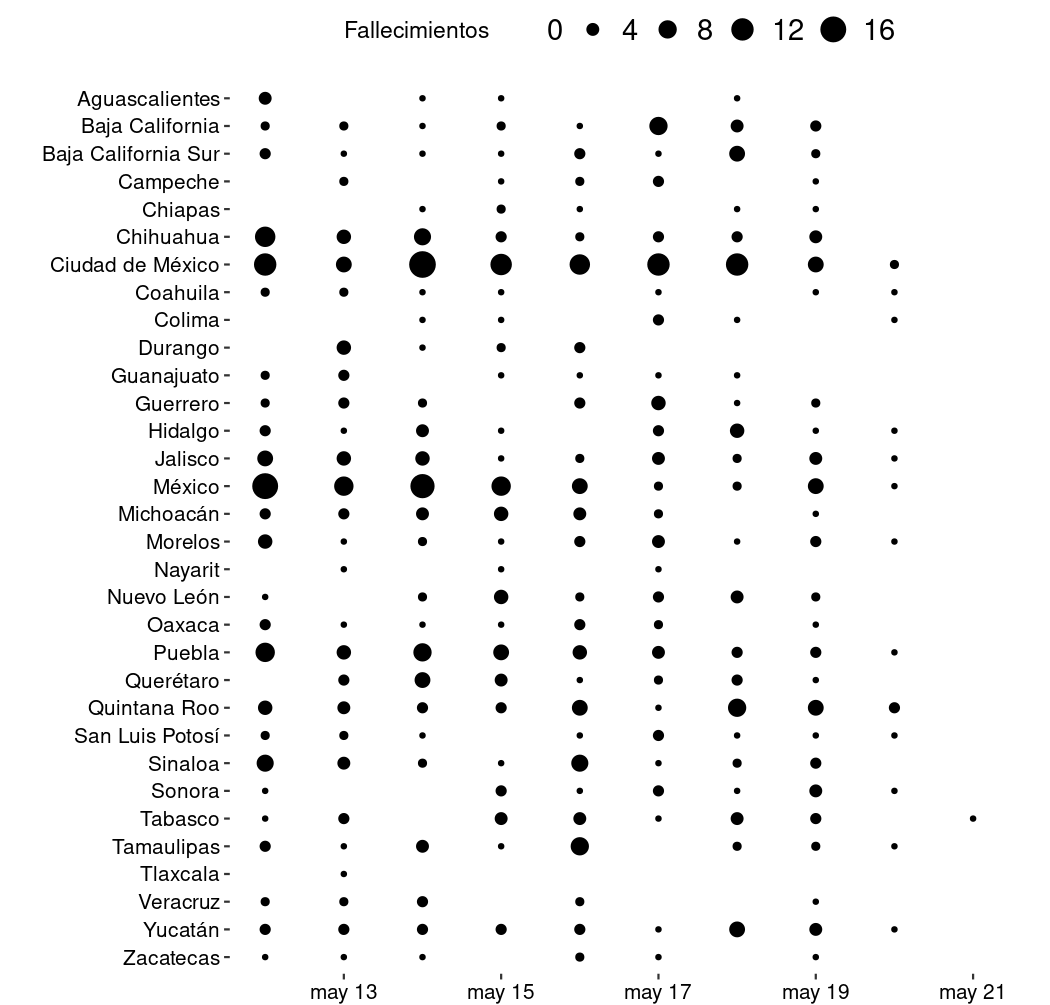 Fallecimientos 0 4 8 12 16
Aguascalientes
Baja California
Baja California Sur
Campeche
Chiapas
Chihuahua
Ciudad de México
Coahuila
Colima
Durango
Guanajuato
Guerrero
Hidalgo
Jalisco
México
Michoacán
Morelos
Nayarit
Nuevo León
Oaxaca
Puebla
Querétaro
Quintana Roo
San Luis Potosí
Sinaloa
Sonora
Tabasco
Tamaulipas
Tlaxcala
Veracruz
Yucatán
Zacatecas
may 13 may 15 may 17 may 19 may 21